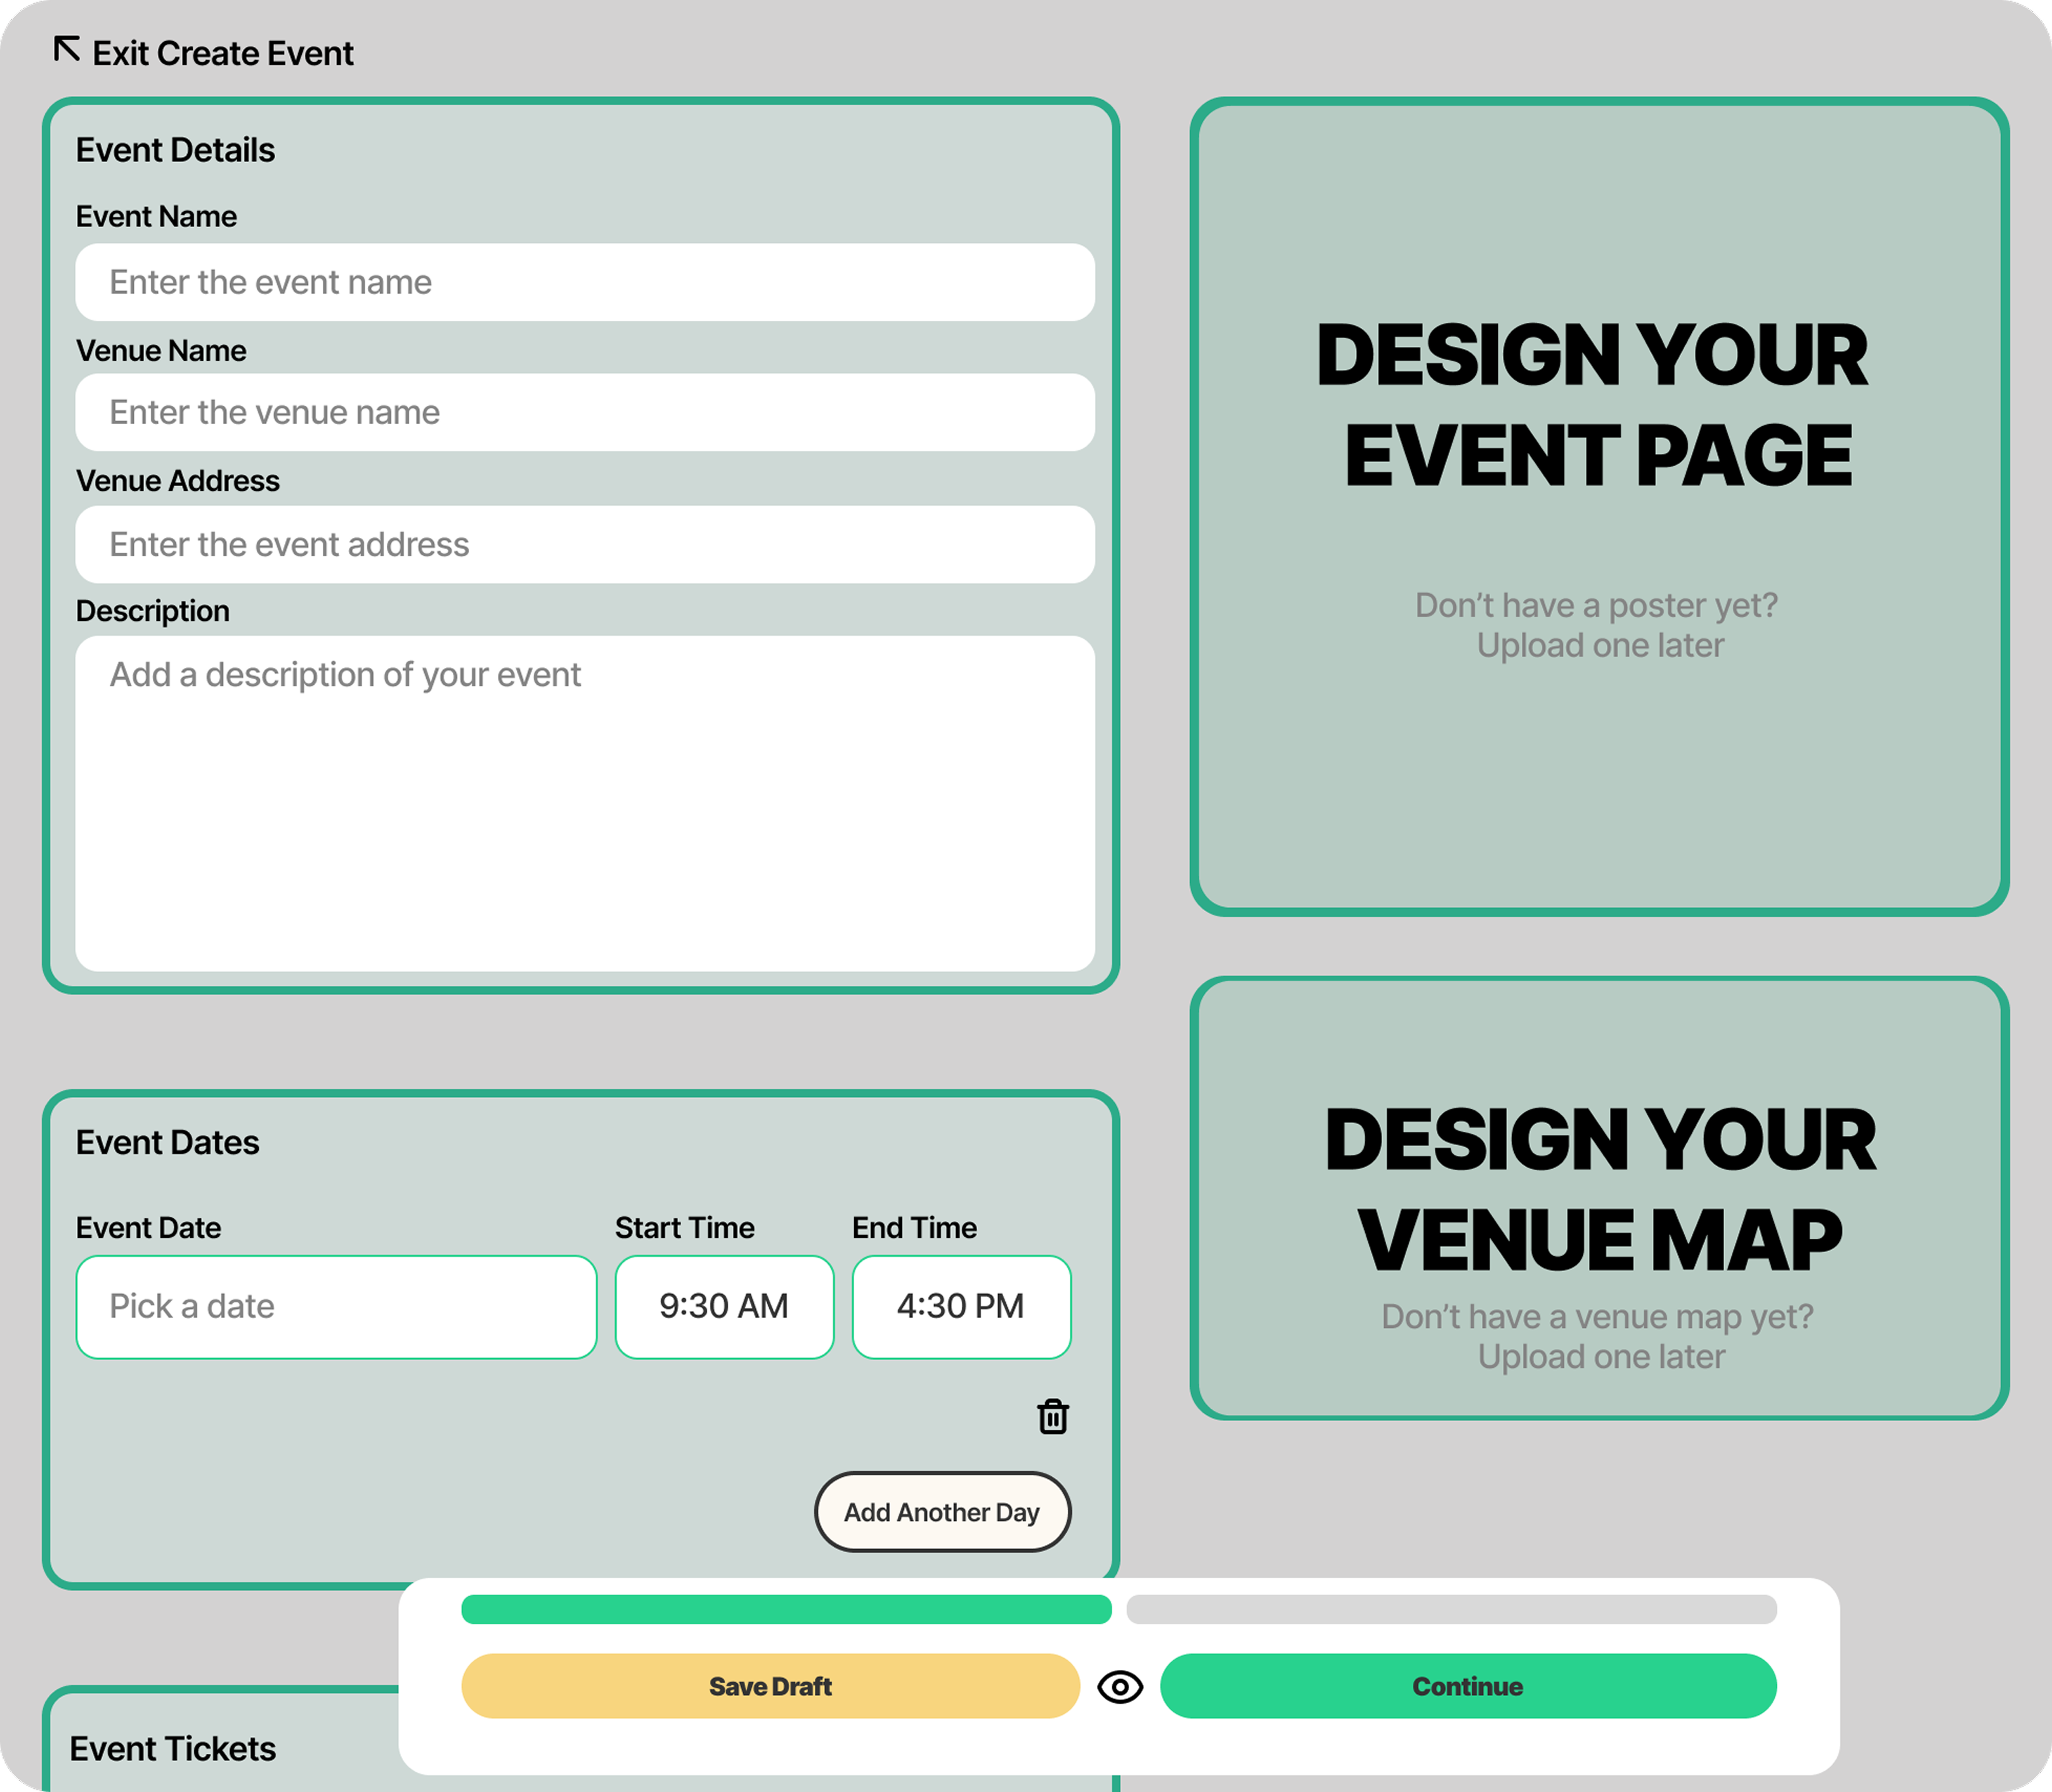 Exit Create Event
Event Details
Event Name
Enter the event name
Venue Name
Enter the venue name
Venue Address
Enter the event address
Description
Add a description of your event
DESIGN YOUR
EVENT PAGE
Don’t have a poster yet?
Upload one later
Event Dates
Event Date
Start Time
End Time
Pick a date
9:30 AM
4:30 PM
Add Another Day
DESIGN YOUR
VENUE MAP
Don’t have a venue map yet?
Upload one later
Save Draft
Continue
Event Tickets